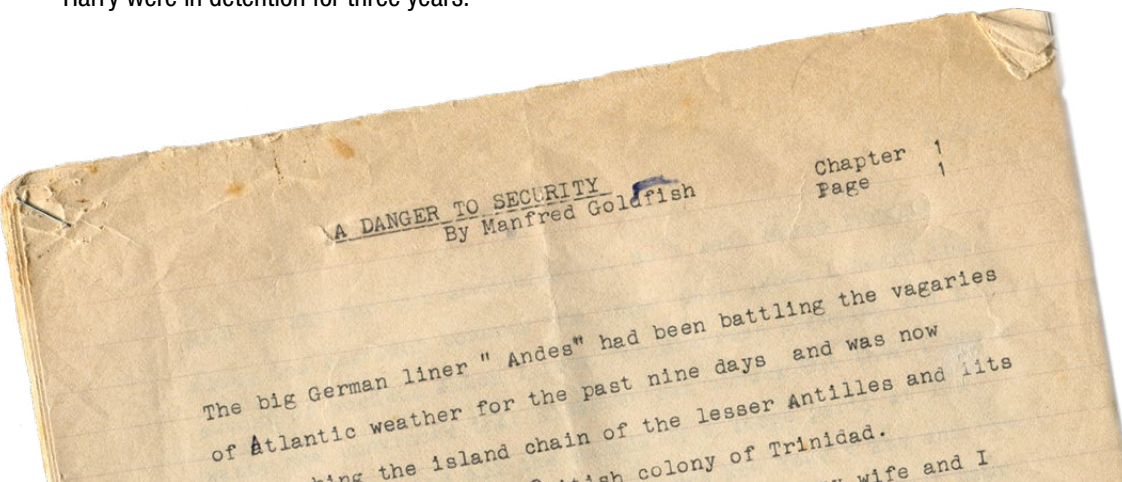 Harry were in detention for three years.
Chapter 1
Page 1
A DANGER TO SECURITY
By Manfred Goldfish
The big German liner " Andes" had been battling the vagaries
of Atlantic weather for the past nine days and was now
the island chain of the lesser Antilles and its
colony of Trinidad.
wife and I